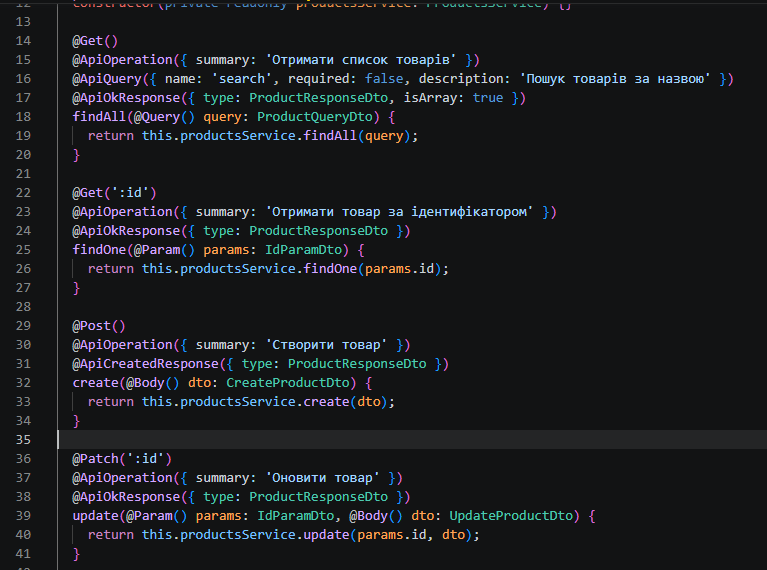 12 constructor(private readonly productsService: ProductsService) {}
13
14 @Get()
15 @ApiOperation({ summary: 'Отримати список товарів' })
16 @ApiQuery({ name: 'search', required: false, description: 'Пошук товарів за назвою' })
17 @ApiOkResponse({ type: ProductResponseDto, isArray: true })
18 findAll(@Query() query: ProductQueryDto) {
19 return this.productsService.findAll(query);
20 }
21
22 @Get(':id')
23 @ApiOperation({ summary: 'Отримати товар за ідентифікатором' })
24 @ApiOkResponse({ type: ProductResponseDto })
25 findOne(@Param() params: IdParamDto) {
26 return this.productsService.findOne(params.id);
27 }
28
29 @Post()
30 @ApiOperation({ summary: 'Створити товар' })
31 @ApiCreatedResponse({ type: ProductResponseDto })
32 create(@Body() dto: CreateProductDto) {
33 return this.productsService.create(dto);
34 }
35
36 @Patch(':id')
37 @ApiOperation({ summary: 'Оновити товар' })
38 @ApiOkResponse({ type: ProductResponseDto })
39 update(@Param() params: IdParamDto, @Body() dto: UpdateProductDto) {
40 return this.productsService.update(params.id, dto);
41 }